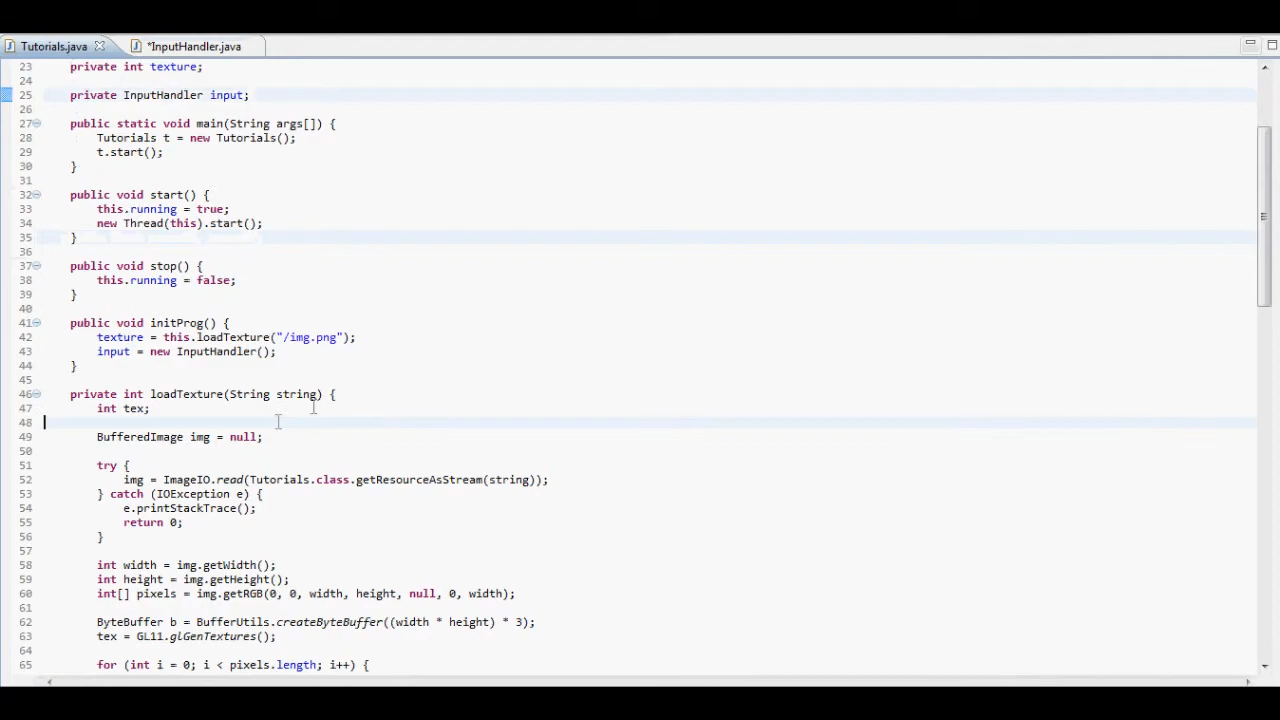 Tutorials.java *InputHandler.java
23 private int texture;
24
25 private InputHandler input;
26
27 public static void main(String args[]) {
28 Tutorials t = new Tutorials();
29 t.start();
30 }
31
32 public void start() {
33 this.running = true;
34 new Thread(this).start();
35 }
36
37 public void stop() {
38 this.running = false;
39 }
40
41 public void initProg() {
42 texture = this.loadTexture("/img.png");
43 input = new InputHandler();
44 }
45
46 private int loadTexture(String string) {
47 int tex;
48
49 BufferedImage img = null;
50
51 try {
52 img = ImageIO.read(Tutorials.class.getResourceAsStream(string));
53 } catch (IOException e) {
54 e.printStackTrace();
55 return 0;
56 }
57
58 int width = img.getWidth();
59 int height = img.getHeight();
60 int[] pixels = img.getRGB(0, 0, width, height, null, 0, width);
61
62 ByteBuffer b = BufferUtils.createByteBuffer((width * height) * 3);
63 tex = GL11.glGenTextures();
64
65 for (int i = 0; i < pixels.length; i++) {